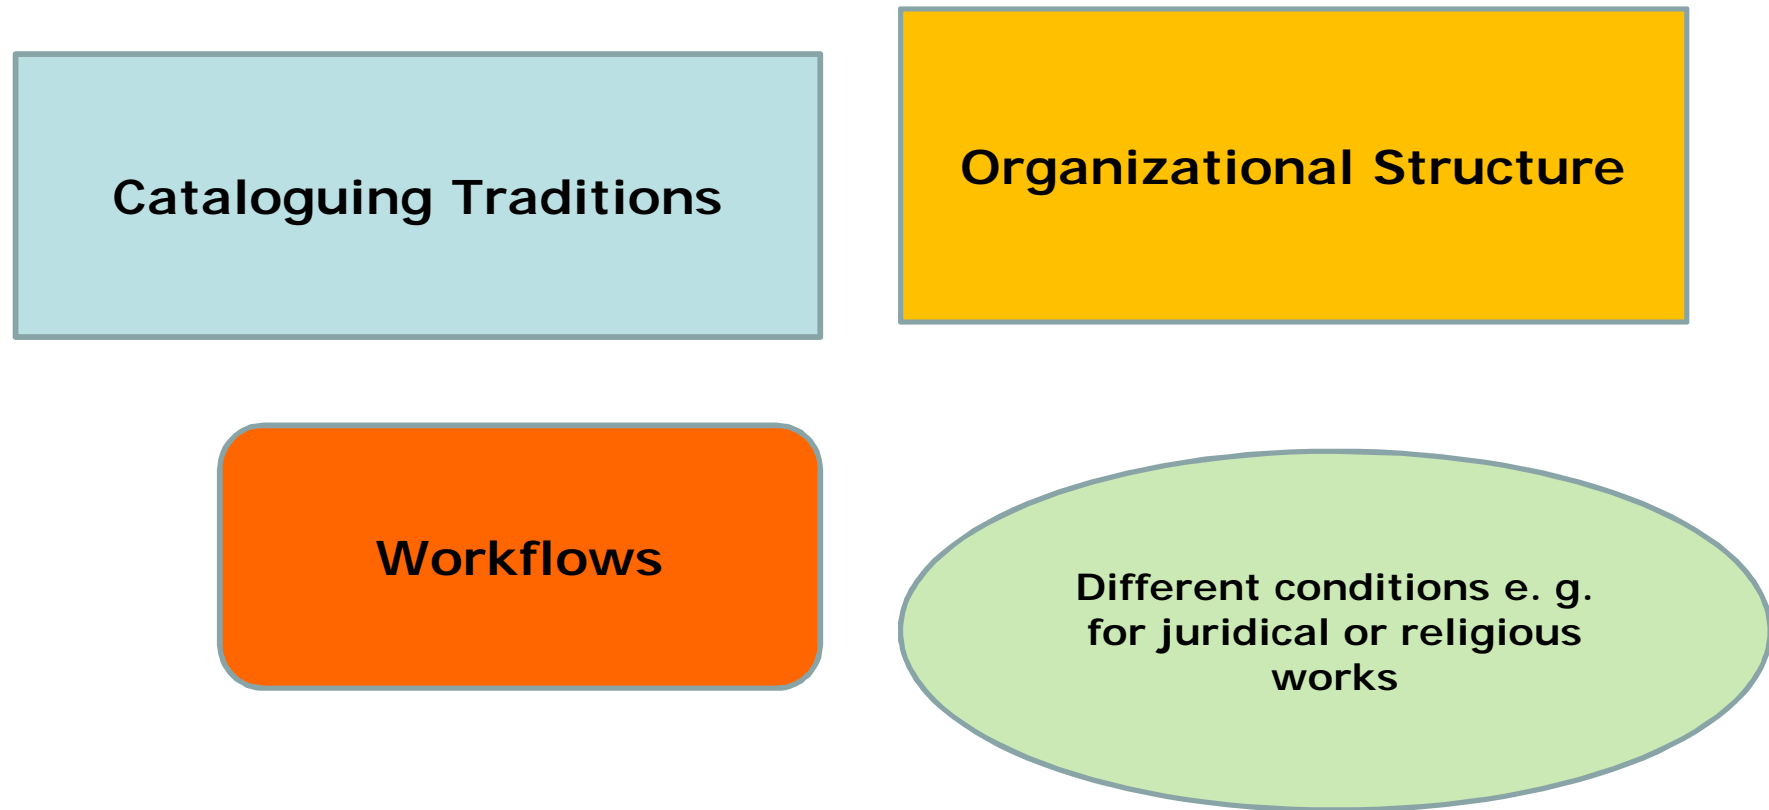 Cataloguing Traditions
Organizational Structure
Workflows
Different conditions e. g.
for juridical or religious
works